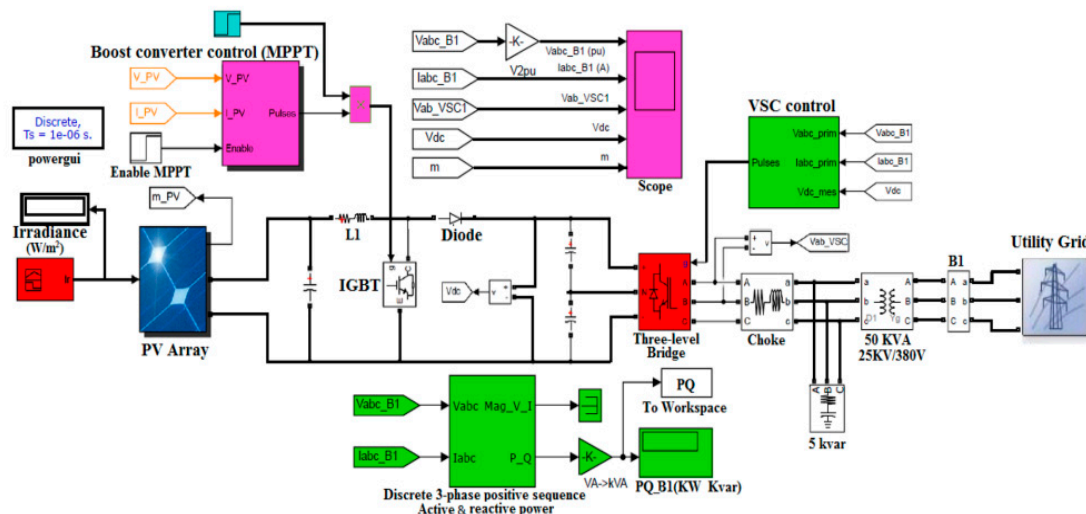 Boost converter control (MPPT)
V_PV
I_PV
V_PV
I_PV
Enable
Pulses
Enable MPPT
Discrete,
Ts = 1e-06 s.
powergui
Vabc_B1
-K-
V2pu
Vabc_B1 (pu)
Iabc_B1
Iabc_B1 (A)
Vab_VSC1
Vab_VSC1
Vdc
Vdc
m
m
Scope
VSC control
Pulses
Vabc_prim
Iabc_prim
Vdc_mes
Vabc_B1
Iabc_B1
Vdc
Irradiance
(W/m²)
Ir
m_PV
PV Array
L1
Diode
IGBT
g
C
E
Vdc
v
+
-
Three-level
Bridge
g
N
A
B
C
+
-
v
Vab_VSC
A
B
C
a
b
c
Choke
A
B
C
5 kvar
a
b
c
D1
Yg
A
B
C
50 KVA
25KV/380V
B1
a A
b B
c C
Utility Grid
Vabc_B1
Iabc_B1
Vabc
Iabc
Mag_V_I
P_Q
Discrete 3-phase positive sequence
Active & reactive power
-K-
VA->kVA
PQ
To Workspace
PQ_B1(KW Kvar)